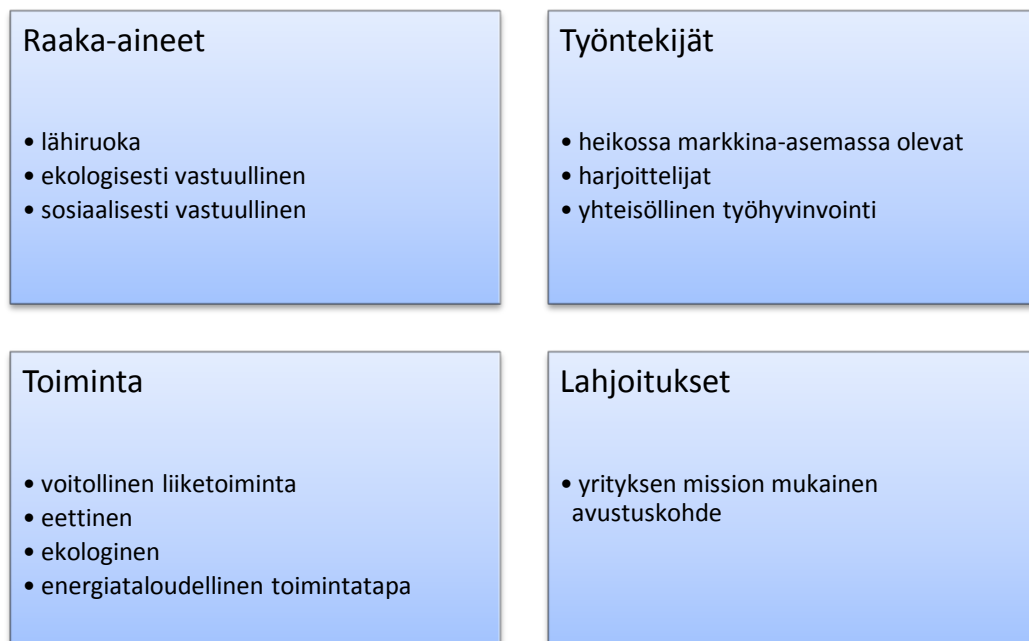 Raaka-aineet
• lähiruoka
• ekologisesti vastuullinen
• sosiaalisesti vastuullinen
Työntekijät
• heikossa markkina-asemassa olevat
• harjoittelijat
• yhteisöllinen työhyvinvointi
Toiminta
• voitollinen liiketoiminta
• eettinen
• ekologinen
• energiataloudellinen toimintatapa
Lahjoitukset
• yrityksen mission mukainen
avustuskohde